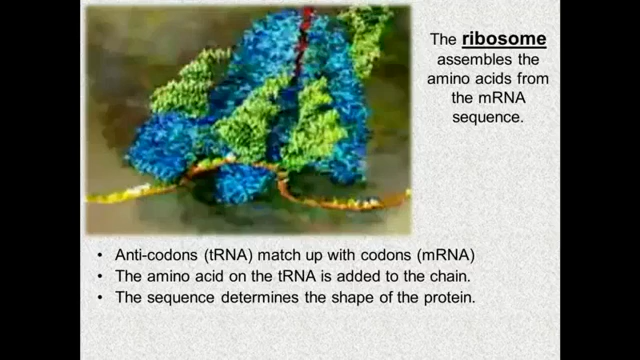 The ribosome
assembles the
amino acids from
the mRNA
sequence.
• Anti-codons (tRNA) match up with codons (mRNA)
• The amino acid on the tRNA is added to the chain.
• The sequence determines the shape of the protein.